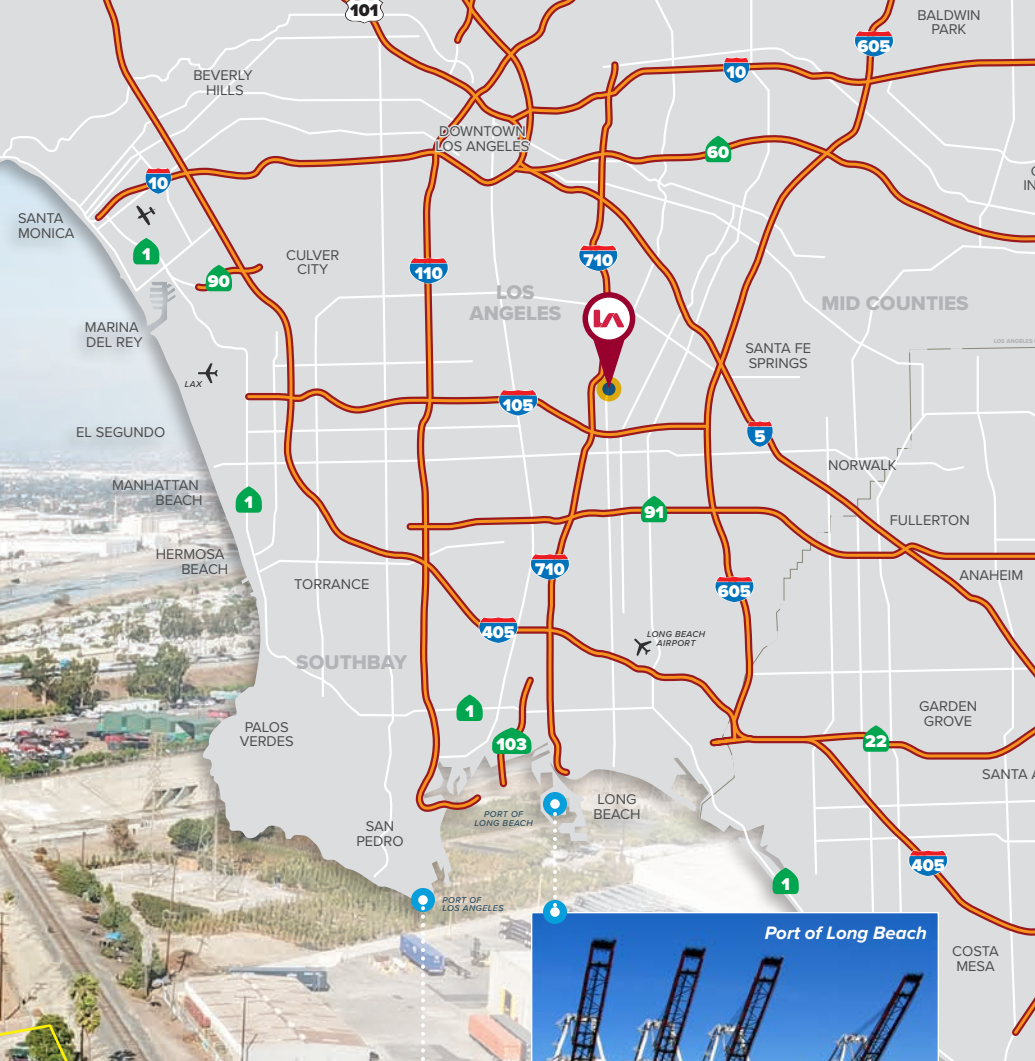 101
BALDWIN
PARK
605
10
BEVERLY
HILLS
DOWNTOWN
LOS ANGELES
60
10
SANTA
MONICA
1
90
CULVER
CITY
110
710
LOS
ANGELES
MID COUNTIES
MARINA
DEL REY
LOS ANGELES
SANTA FE
SPRINGS
LAX
105
EL SEGUNDO
5
NORWALK
MANHATTAN
BEACH
1
91
FULLERTON
HERMOSA
BEACH
710
TORRANCE
605
ANAHEIM
405
LONG BEACH
AIRPORT
SOUTHBAY
1
GARDEN
GROVE
PALOS
VERDES
103
22
SANTA A
PORT OF
LONG BEACH
LONG
BEACH
SAN
PEDRO
405
1
PORT OF
LOS ANGELES
Port of Long Beach
COSTA
MESA